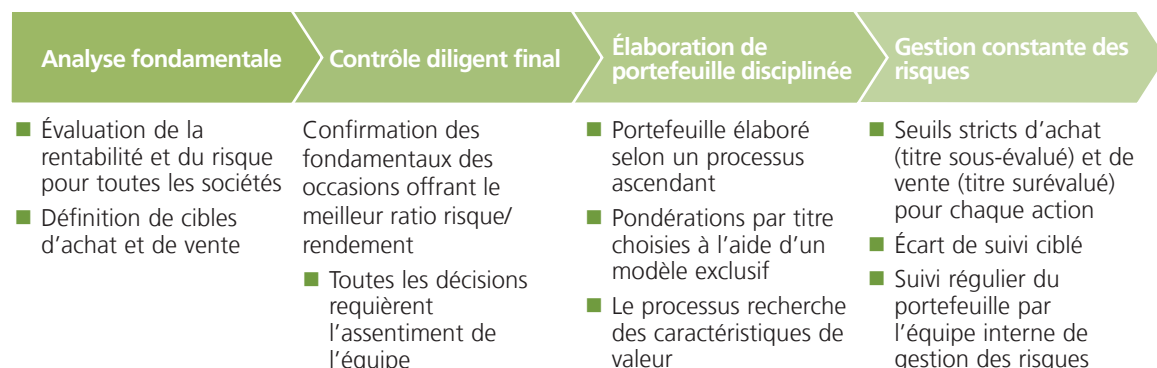 Analyse fondamentale
Contrôle diligent final
Élaboration de
portefeuille disciplinée
Gestion constante des
risques
■ Évaluation de la
rentabilité et du risque
pour toutes les sociétés
■ Définition de cibles
d'achat et de vente
Confirmation des
fondamentaux des
occasions offrant le
meilleur ratio risque/
rendement
■ Toutes les décisions
requièrent
l'assentiment de
l'équipe
■ Portefeuille élaboré
selon un processus
ascendant
■ Pondérations par titre
choisies à l'aide d'un
modèle exclusif
■ Le processus recherche
des caractéristiques de
valeur
■ Seuils stricts d'achat
(titre sous-évalué) et de
vente (titre surévalué)
pour chaque action
■ Écart de suivi ciblé
■ Suivi régulier du
portefeuille par
l'équipe interne de
gestion des risques